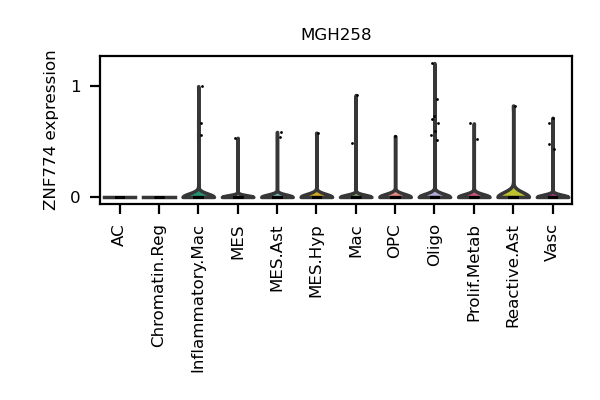 MGH258
ZNF774 expression
1
0
AC
Chromatin.Reg
Inflammatory.Mac
MES
MES.Ast
MES.Hyp
Mac
OPC
Oligo
Prolif.Metab
Reactive.Ast
Vasc